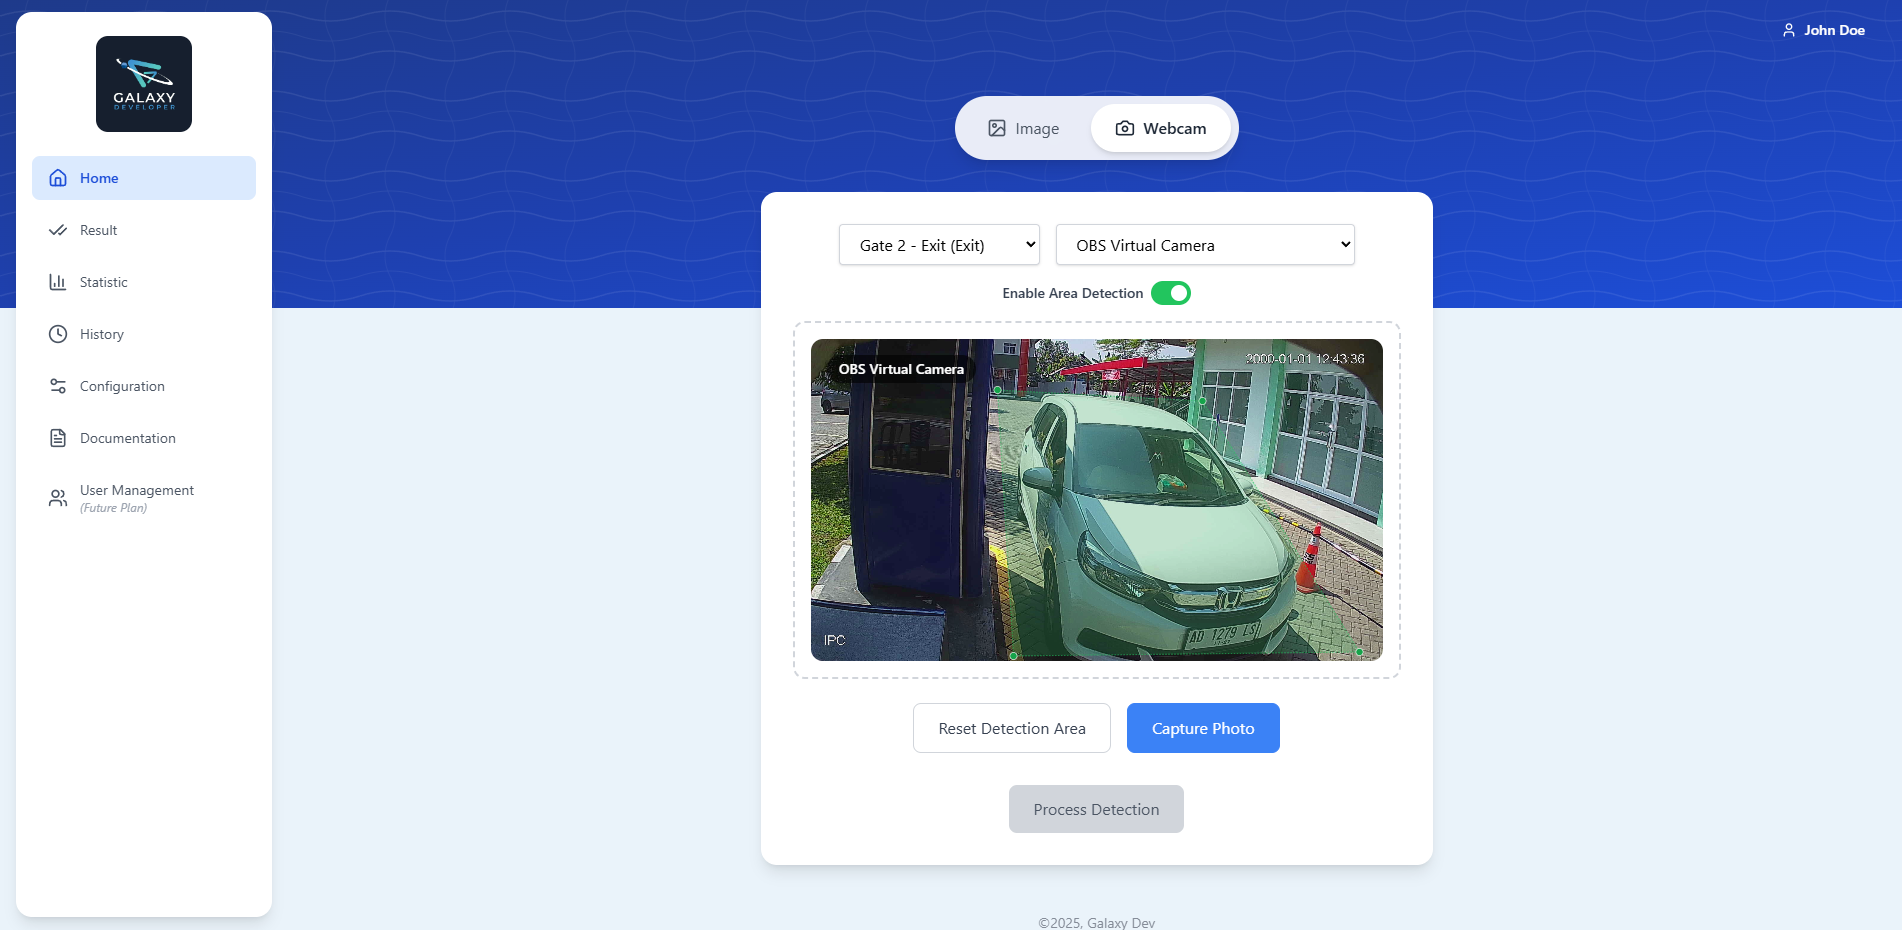 John Doe
GALAXY
DEVELOPER
Image
Webcam
Home
Result
Statistic
History
Configuration
Documentation
User Management
(Future Plan)
Gate 2 - Exit (Exit)
OBS Virtual Camera
Enable Area Detection
OBS Virtual Camera
2000-01-01 12:43:36
AD 1279 LS
IPC
Reset Detection Area
Capture Photo
Process Detection
©2025, Galaxy Dev